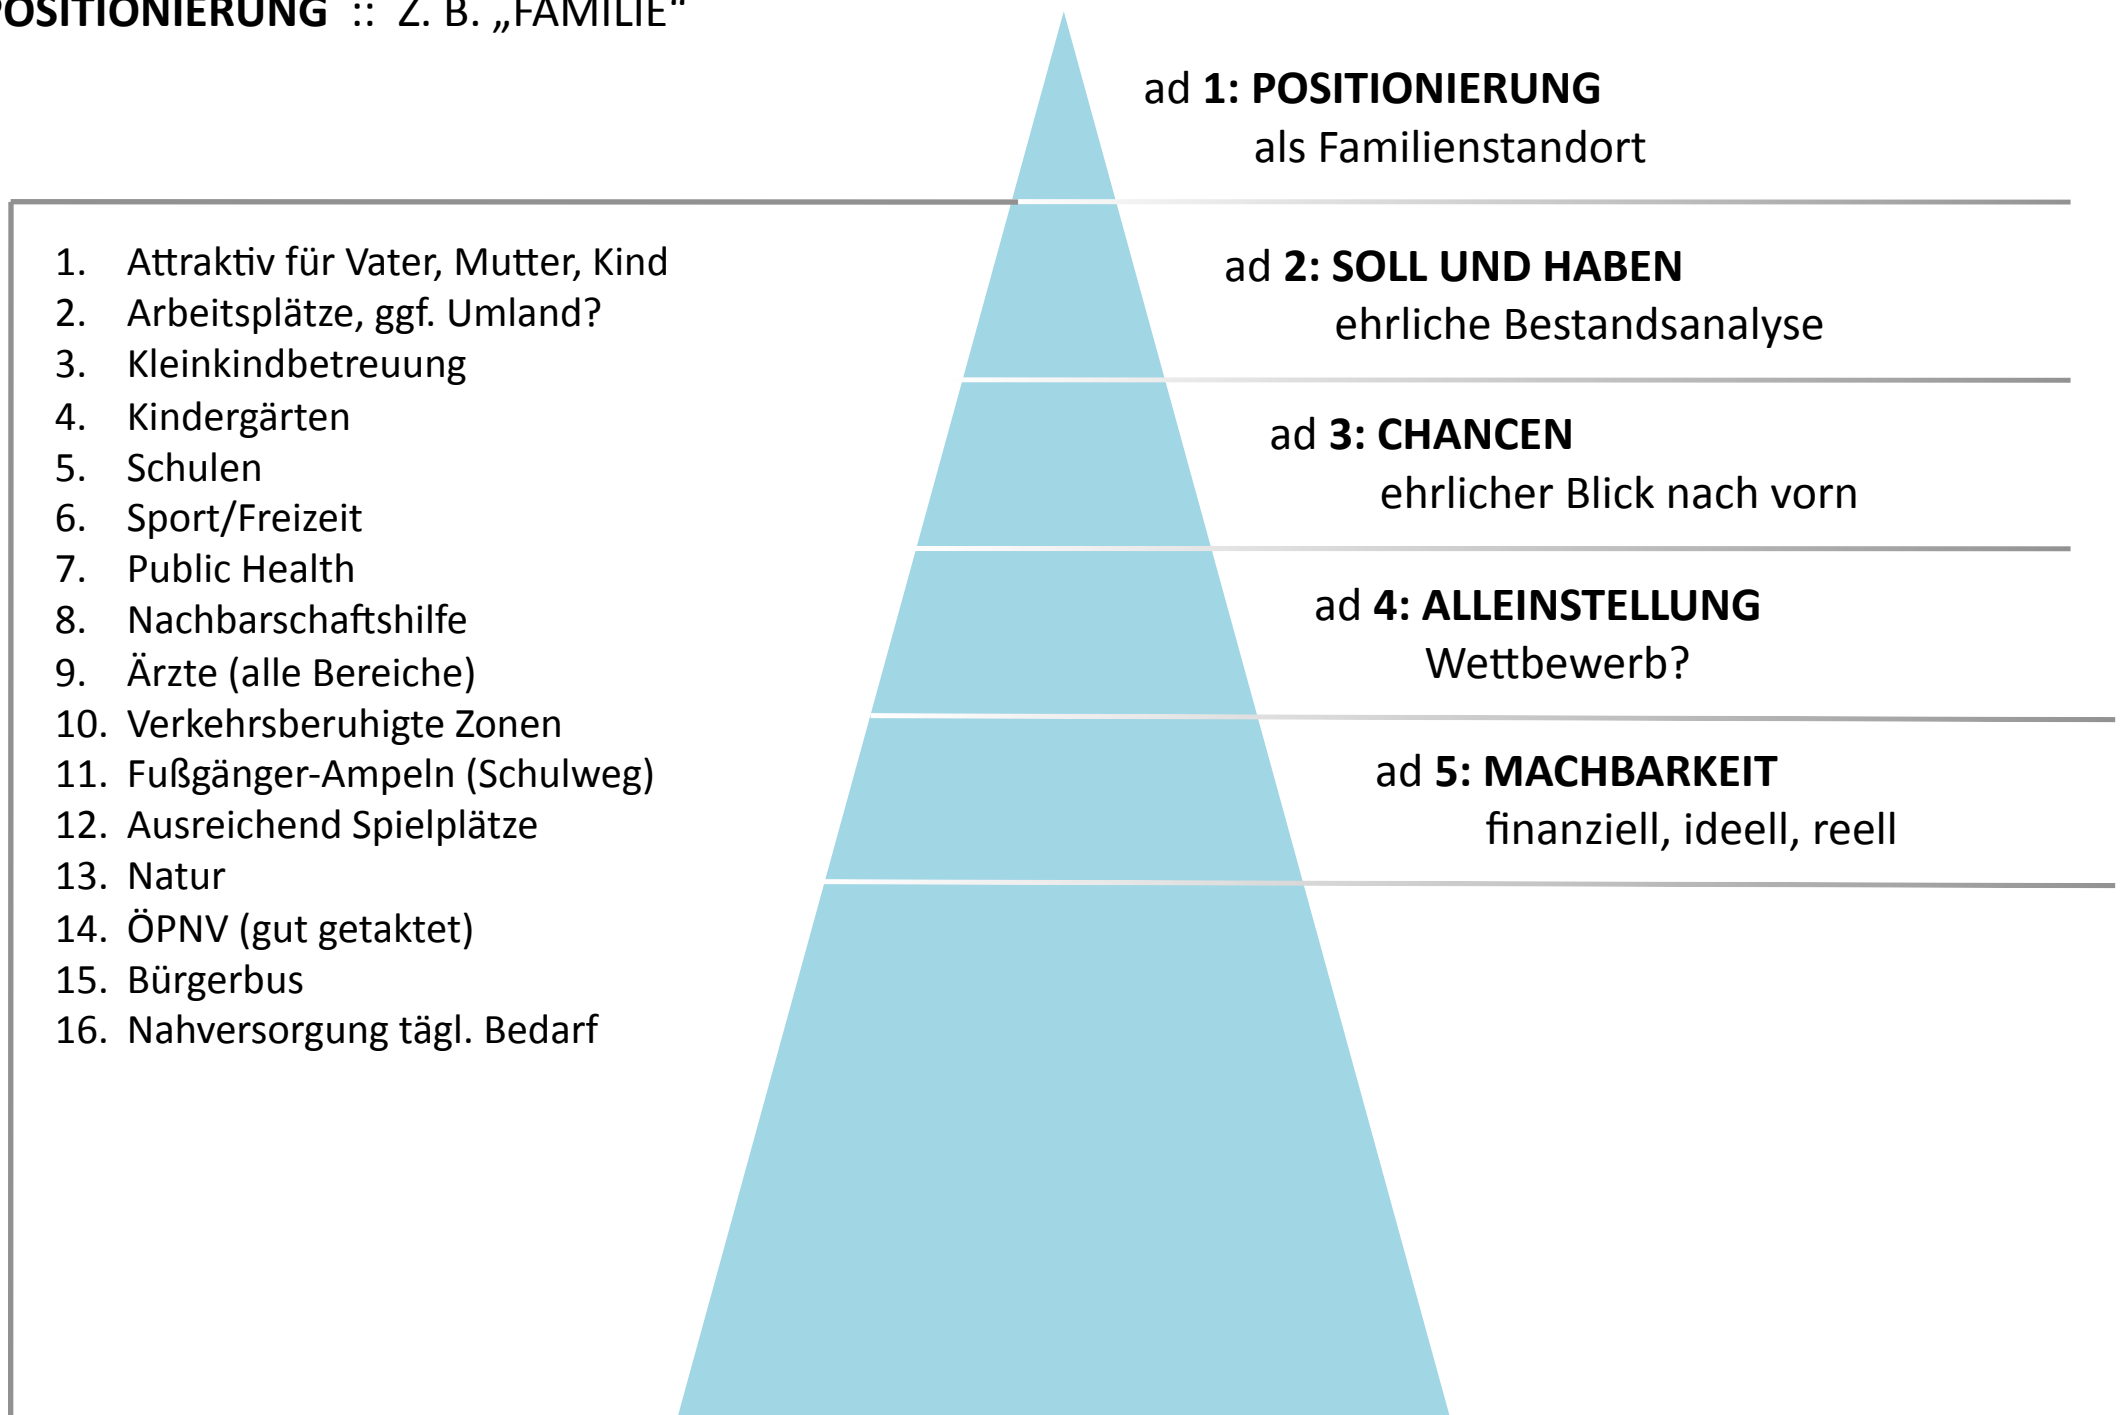 POSITIONIERUNG :: Z. B. „FAMILIE“
ad 1: POSITIONIERUNG
als Familienstandort
1. Attraktiv für Vater, Mutter, Kind
2. Arbeitsplätze, ggf. Umland?
3. Kleinkindbetreuung
4. Kindergärten
5. Schulen
6. Sport/Freizeit
7. Public Health
8. Nachbarschaftshilfe
9. Ärzte (alle Bereiche)
10. Verkehrsberuhigte Zonen
11. Fußgänger-Ampeln (Schulweg)
12. Ausreichend Spielplätze
13. Natur
14. ÖPNV (gut getaktet)
15. Bürgerbus
16. Nahversorgung tägl. Bedarf
ad 2: SOLL UND HABEN
ehrliche Bestandsanalyse
ad 3: CHANCEN
ehrlicher Blick nach vorn
ad 4: ALLEINSTELLUNG
Wettbewerb?
ad 5: MACHBARKEIT
finanziell, ideell, reell